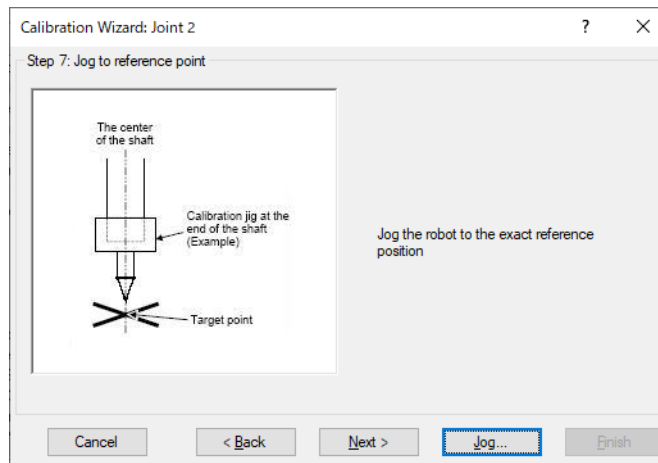 Calibration Wizard: Joint 2
?
Step 7: Jog to reference point
The center
of the shaft
Calibration jig at the
end of the shaft
(Example)
Target point
Jog the robot to the exact reference
position
Cancel
< Back
Next >
Jog...
Finish